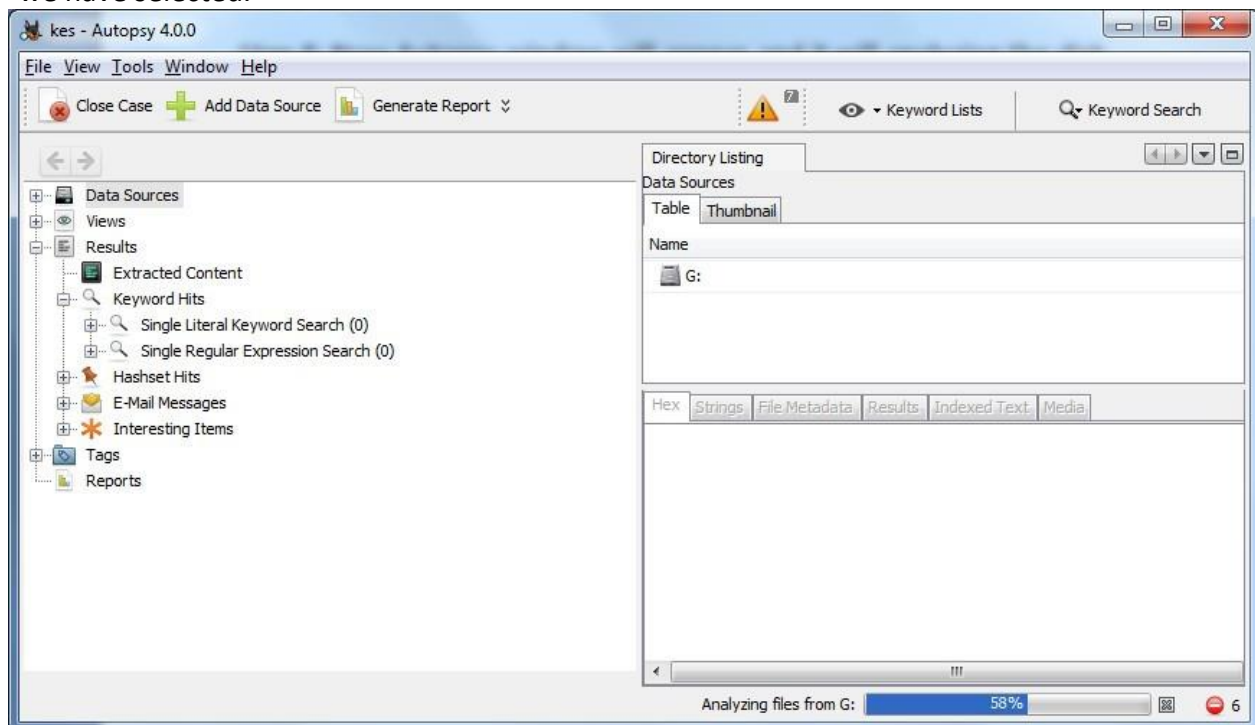 kes - Autopsy 4.0.0
File View Tools Window Help
Close Case Add Data Source Generate Report
7 Keyword Lists Keyword Search
Data Sources
Views
Results
Extracted Content
Keyword Hits
Single Literal Keyword Search (0)
Single Regular Expression Search (0)
Hashset Hits
E-Mail Messages
Interesting Items
Tags
Reports
Directory Listing
Data Sources
Table Thumbnail
Name
G:
Hex Strings File Metadata Results Indexed Text Media
Analyzing files from G: 58% 6